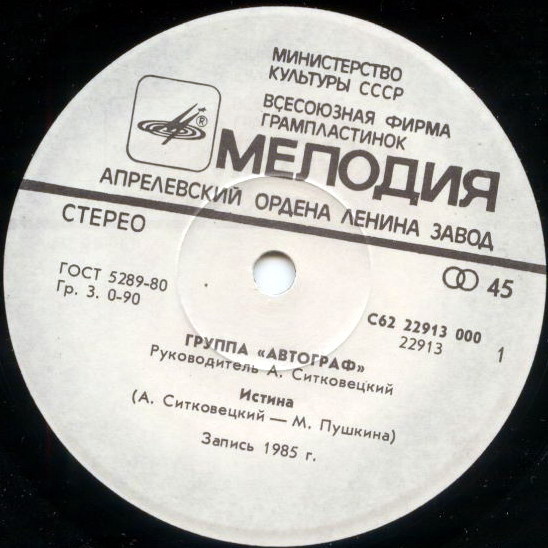 МИНИСТЕРСТВО
КУЛЬТУРЫ СССР
ВСЕСОЮЗНАЯ ФИРМА
ГРАМПЛАСТИНОК
®
МЕЛОДИЯ
АПРЕЛЕВСКИЙ ОРДЕНА ЛЕНИНА ЗАВОД
СТЕРЕО
ГОСТ 5289-80
Гр. 3. 0-90
45
С62 22913 000
22913
1
ГРУППА «АВТОГРАФ»
Руководитель А. Ситковецкий
Истина
(А. Ситковецкий — М. Пушкина)
Запись 1985 г.